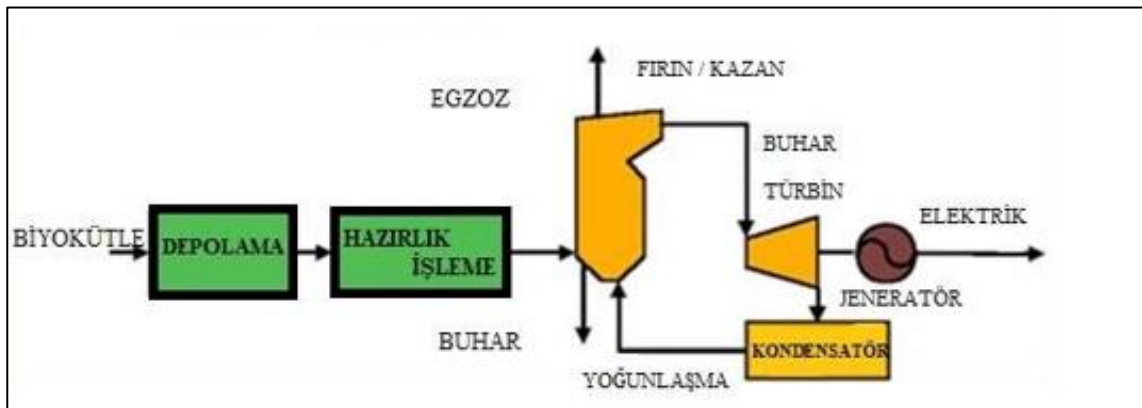 FIRIN / KAZAN
EGZOZ
BUHAR
TÜRBİN
ELEKTRİK
BİYOKÜTLE
DEPOLAMA
HAZIRLIK
İŞLEME
JENERATÖR
BUHAR
KONDENSATÖR
YOĞUNLAŞMA